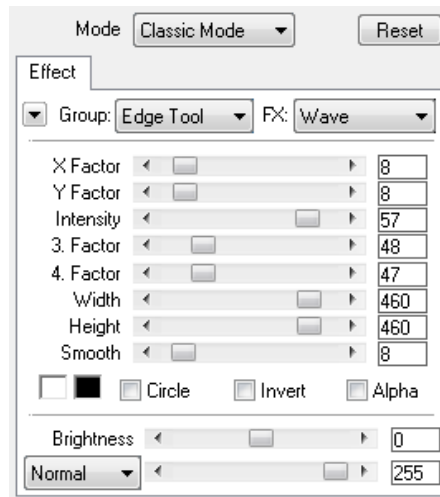 Mode Classic Mode Reset
Effect
Group: Edge Tool FX: Wave
X Factor 8
Y Factor 8
Intensity 57
3. Factor 48
4. Factor 47
Width 460
Height 460
Smooth 8
Circle Invert Alpha
Brightness 0
Normal 255